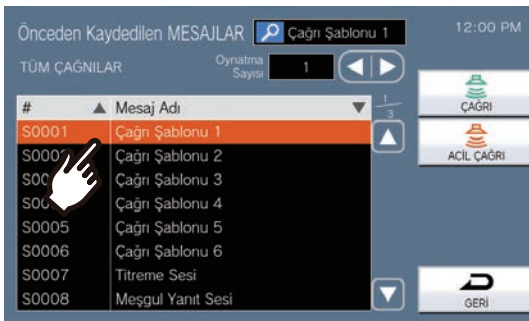 Önceden Kaydedilen MESAJLAR Çağrı Şablonu 1 12:00 PM
TÜM ÇAĞNILAR Oynatma Sayısı 1
# Mesaj Adı 1/3
S0001 Çağrı Şablonu 1
S0002 Çağrı Şablonu 2
Çağrı Şablonu 3
Çağrı Şablonu 4
S0005 Çağrı Şablonu 5
S0006 Çağrı Şablonu 6
S0007 Titreme Sesi
S0008 Meşgul Yanıt Sesi
ÇAĞRI
ACİL ÇAĞRI
GERİ